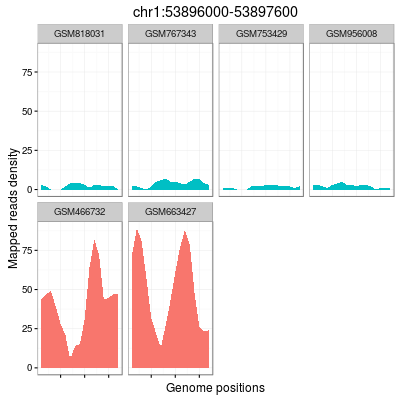 chr1:53896000-53897600
GSM818031 GSM767343 GSM753429 GSM956008
75
50
25
0
Mapped reads density
GSM466732 GSM663427
75
50
25
0
Genome positions